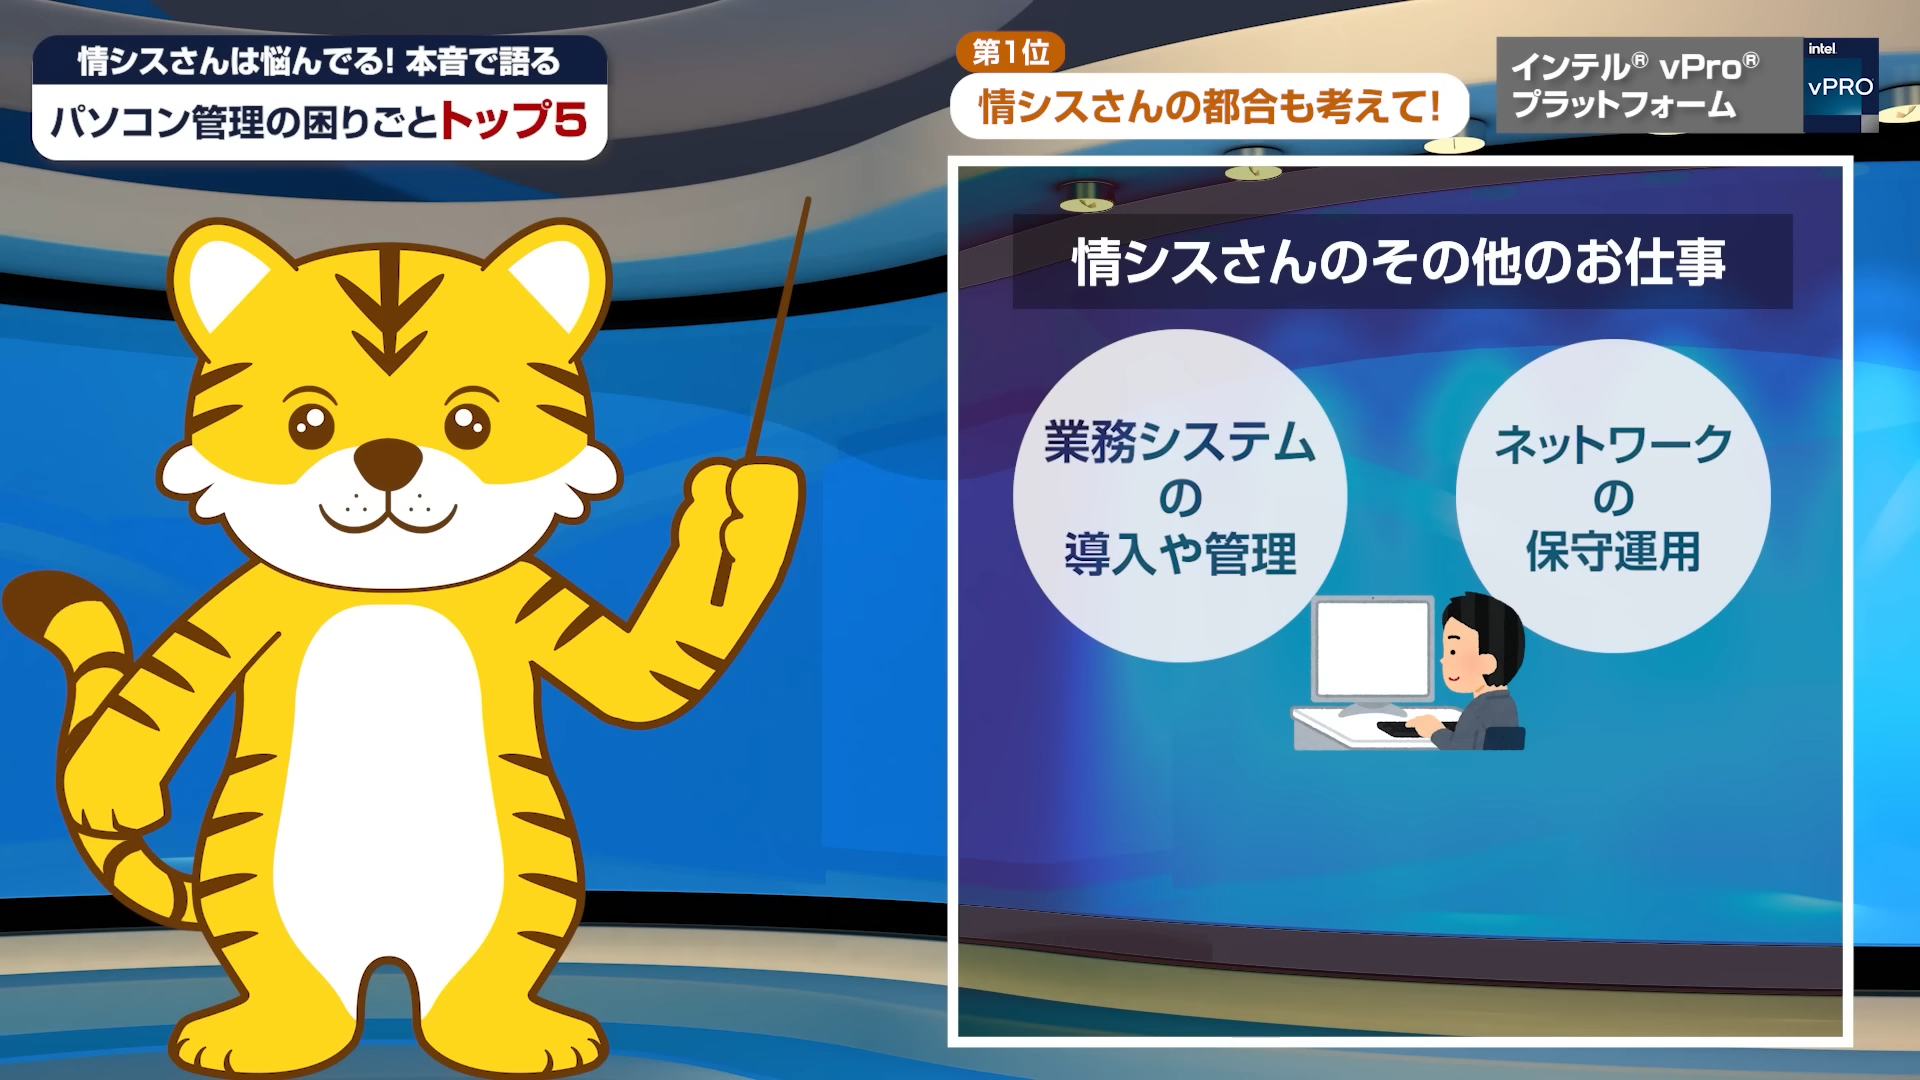 情シスさんは悩んでる! 本音で語る
パソコン管理の困りごとトップ5
第1位
情シスさんの都合も考えて!
インテル® vPro®
プラットフォーム
intel.
vPRO
情シスさんのその他のお仕事
業務システム
の
導入や管理
ネットワーク
の
保守運用